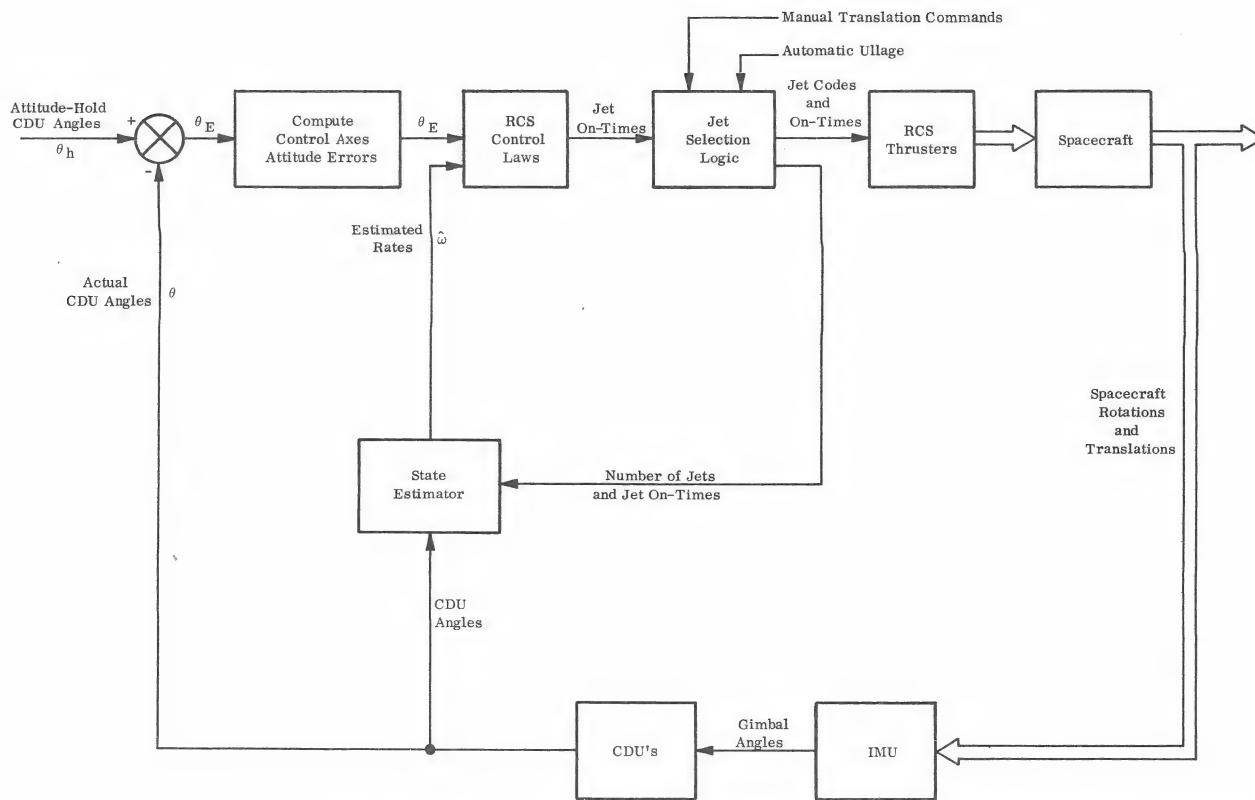 Manual Translation Commands
Automatic Ullage
Attitude-Hold
CDU Angles
θh
+
-
θE
Compute
Control Axes
Attitude Errors
θE
RCS
Control
Laws
Jet
On-Times
Jet
Selection
Logic
Jet Codes
and
On-Times
RCS
Thrusters
Spacecraft
Estimated
Rates
ω̂
Actual
CDU Angles
θ
Spacecraft
Rotations
and
Translations
State
Estimator
Number of Jets
and Jet On-Times
CDU
Angles
CDU's
Gimbal
Angles
IMU